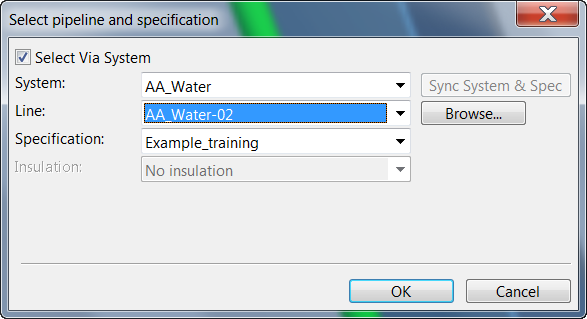 Select pipeline and specification
Select Via System
System: AA_Water Sync System & Spec
Line: AA_Water-02 Browse...
Specification: Example_training
Insulation: No insulation
OK Cancel